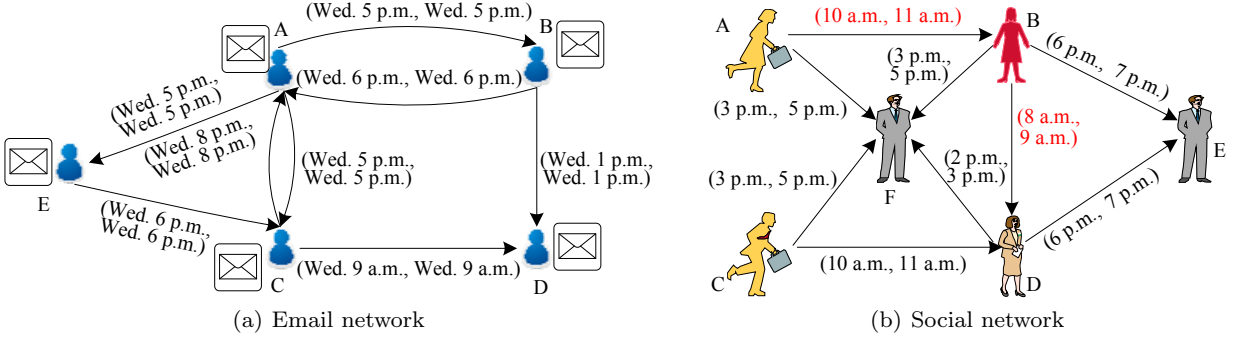 A
(Wed. 5 p.m., Wed. 5 p.m.)
B
(Wed. 6 p.m., Wed. 6 p.m.)
(Wed. 5 p.m.,
Wed. 5 p.m.)
(Wed. 8 p.m.,
Wed. 8 p.m.)
(Wed. 5 p.m.,
Wed. 5 p.m.)
(Wed. 1 p.m.,
Wed. 1 p.m.)
E
(Wed. 6 p.m.,
Wed. 6 p.m.)
(Wed. 9 a.m., Wed. 9 a.m.)
C
D
(a) Email network
A
(10 a.m., 11 a.m.)
B
(3 p.m.,
5 p.m.)
(6 p.m., 7 p.m.)
(3 p.m., 5 p.m.)
(8 a.m.,
9 a.m.)
E
F
(2 p.m.,
3 p.m.)
(3 p.m., 5 p.m.)
(6 p.m., 7 p.m.)
(10 a.m., 11 a.m.)
C
D
(b) Social network